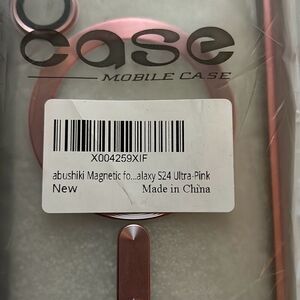 case
MOBILE CASE
X004259XIF
abushiki Magnetic fo...alaxy S24 Ultra-Pink
New
Made in China